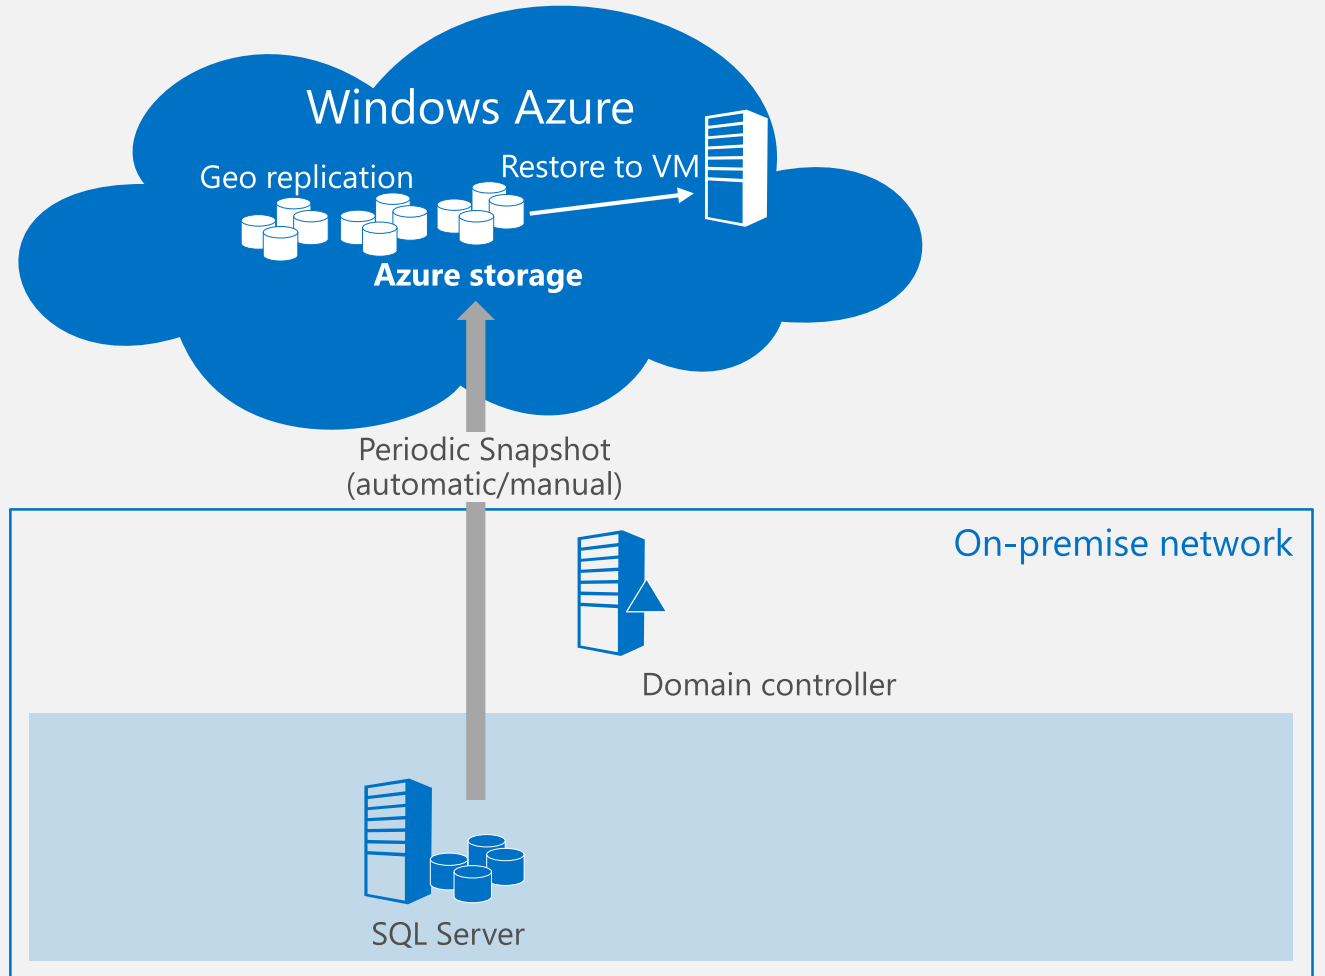 Windows Azure
Restore to VM
Geo replication
Azure storage
Periodic Snapshot
(automatic/manual)
On-premise network
Domain controller
SQL Server